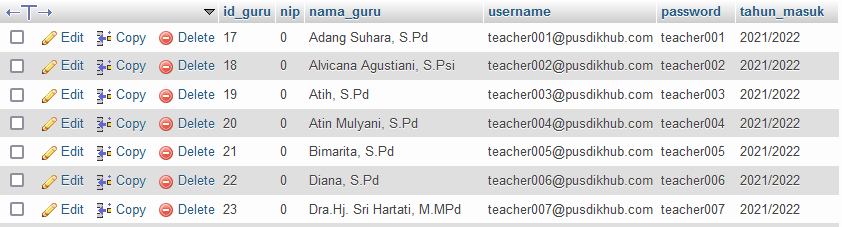 id_guru nip nama_guru username password tahun_masuk
Edit Copy Delete 17 0 Adang Suhara, S.Pd teacher001@pusdikhub.com teacher001 2021/2022
Edit Copy Delete 18 0 Alvicana Agustiani, S.Psi teacher002@pusdikhub.com teacher002 2021/2022
Edit Copy Delete 19 0 Atih, S.Pd teacher003@pusdikhub.com teacher003 2021/2022
Edit Copy Delete 20 0 Atin Mulyani, S.Pd teacher004@pusdikhub.com teacher004 2021/2022
Edit Copy Delete 21 0 Bimarita, S.Pd teacher005@pusdikhub.com teacher005 2021/2022
Edit Copy Delete 22 0 Diana, S.Pd teacher006@pusdikhub.com teacher006 2021/2022
Edit Copy Delete 23 0 Dra.Hj. Sri Hartati, M.MPd teacher007@pusdikhub.com teacher007 2021/2022